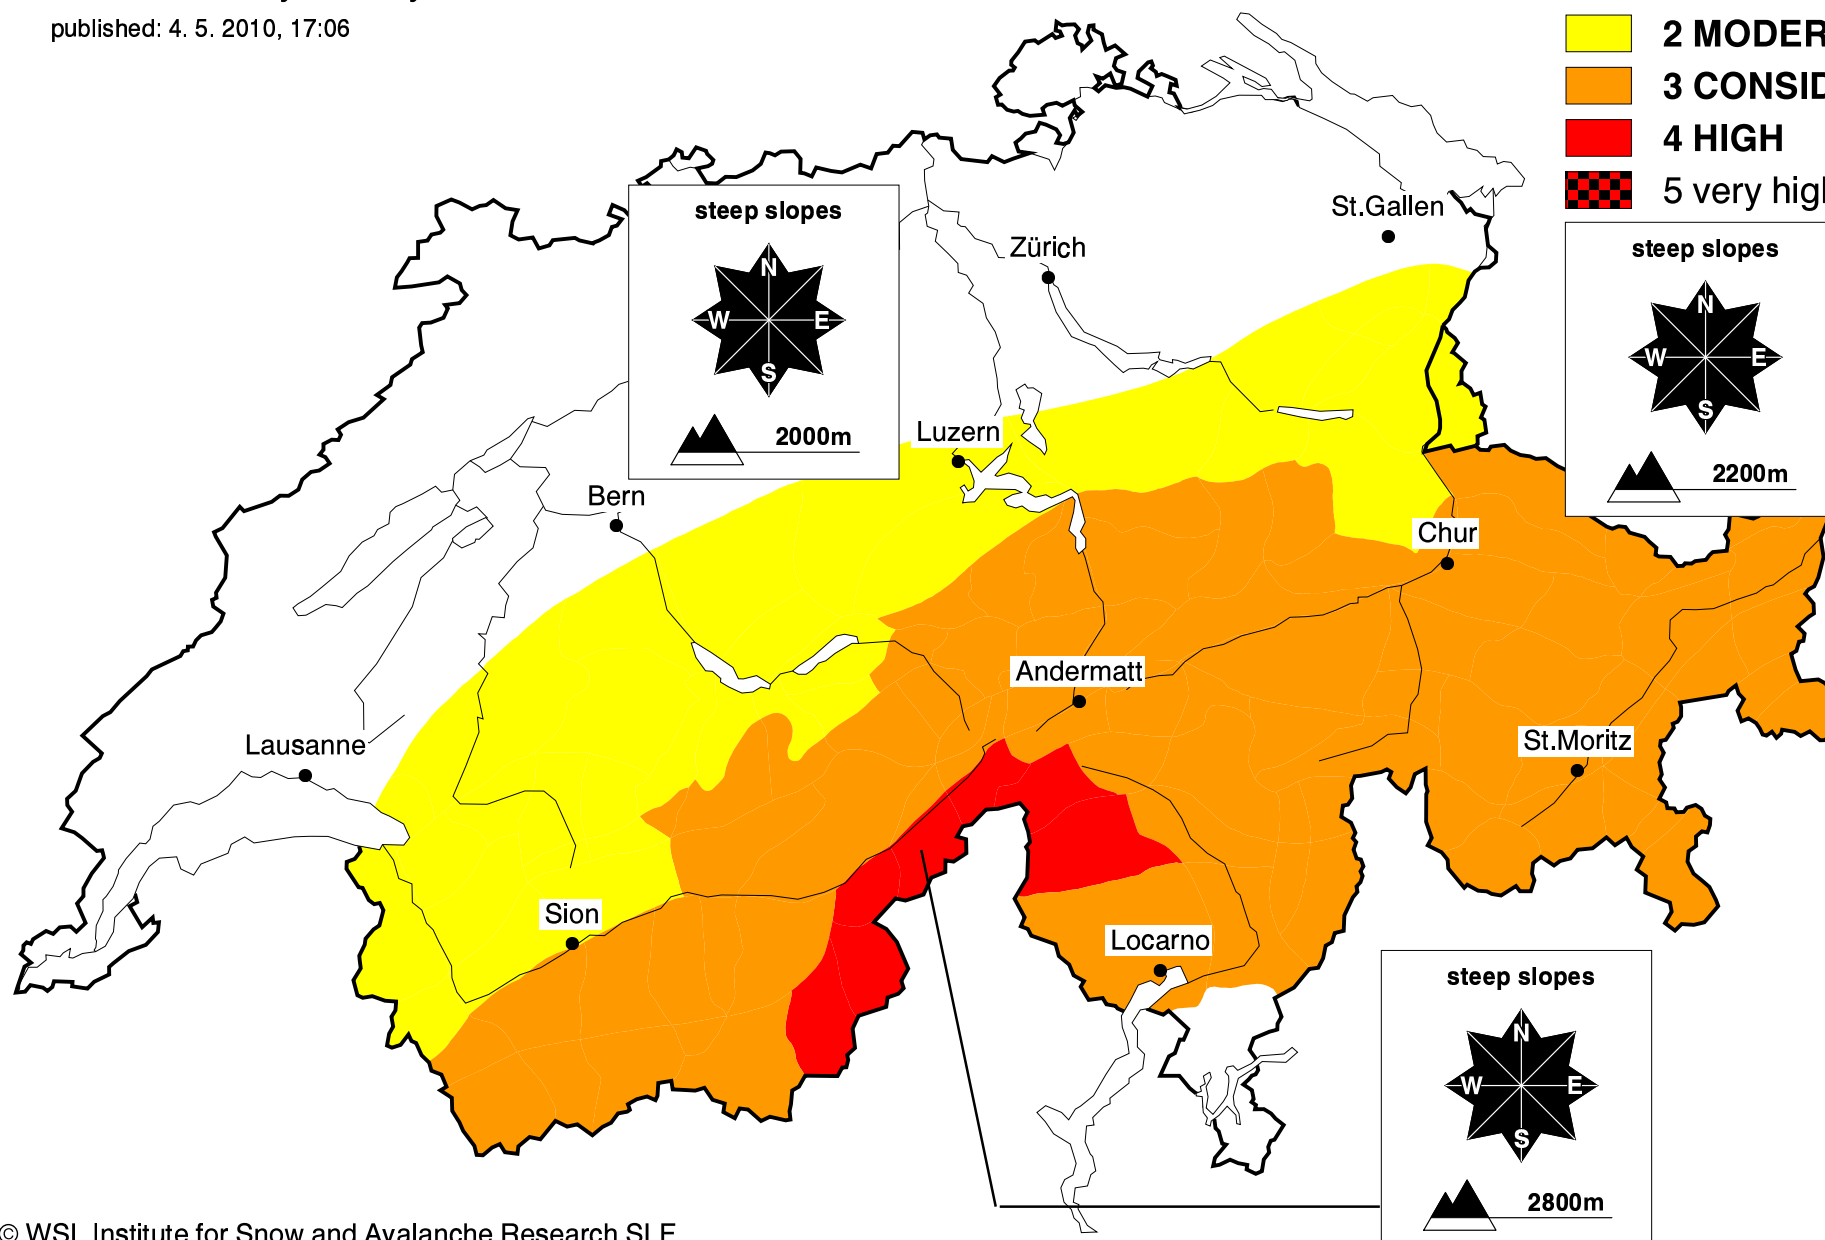 published: 4. 5. 2010, 17:06
2 MODER
3 CONSID
4 HIGH
5 very high
steep slopes
N
W E
S
2000m
steep slopes
N
W E
S
2200m
St.Gallen
Zürich
Luzern
Bern
Chur
Andermatt
Lausanne
St.Moritz
Sion
Locarno
steep slopes
N
W E
S
2800m
© WSL Institute for Snow and Avalanche Research SLF